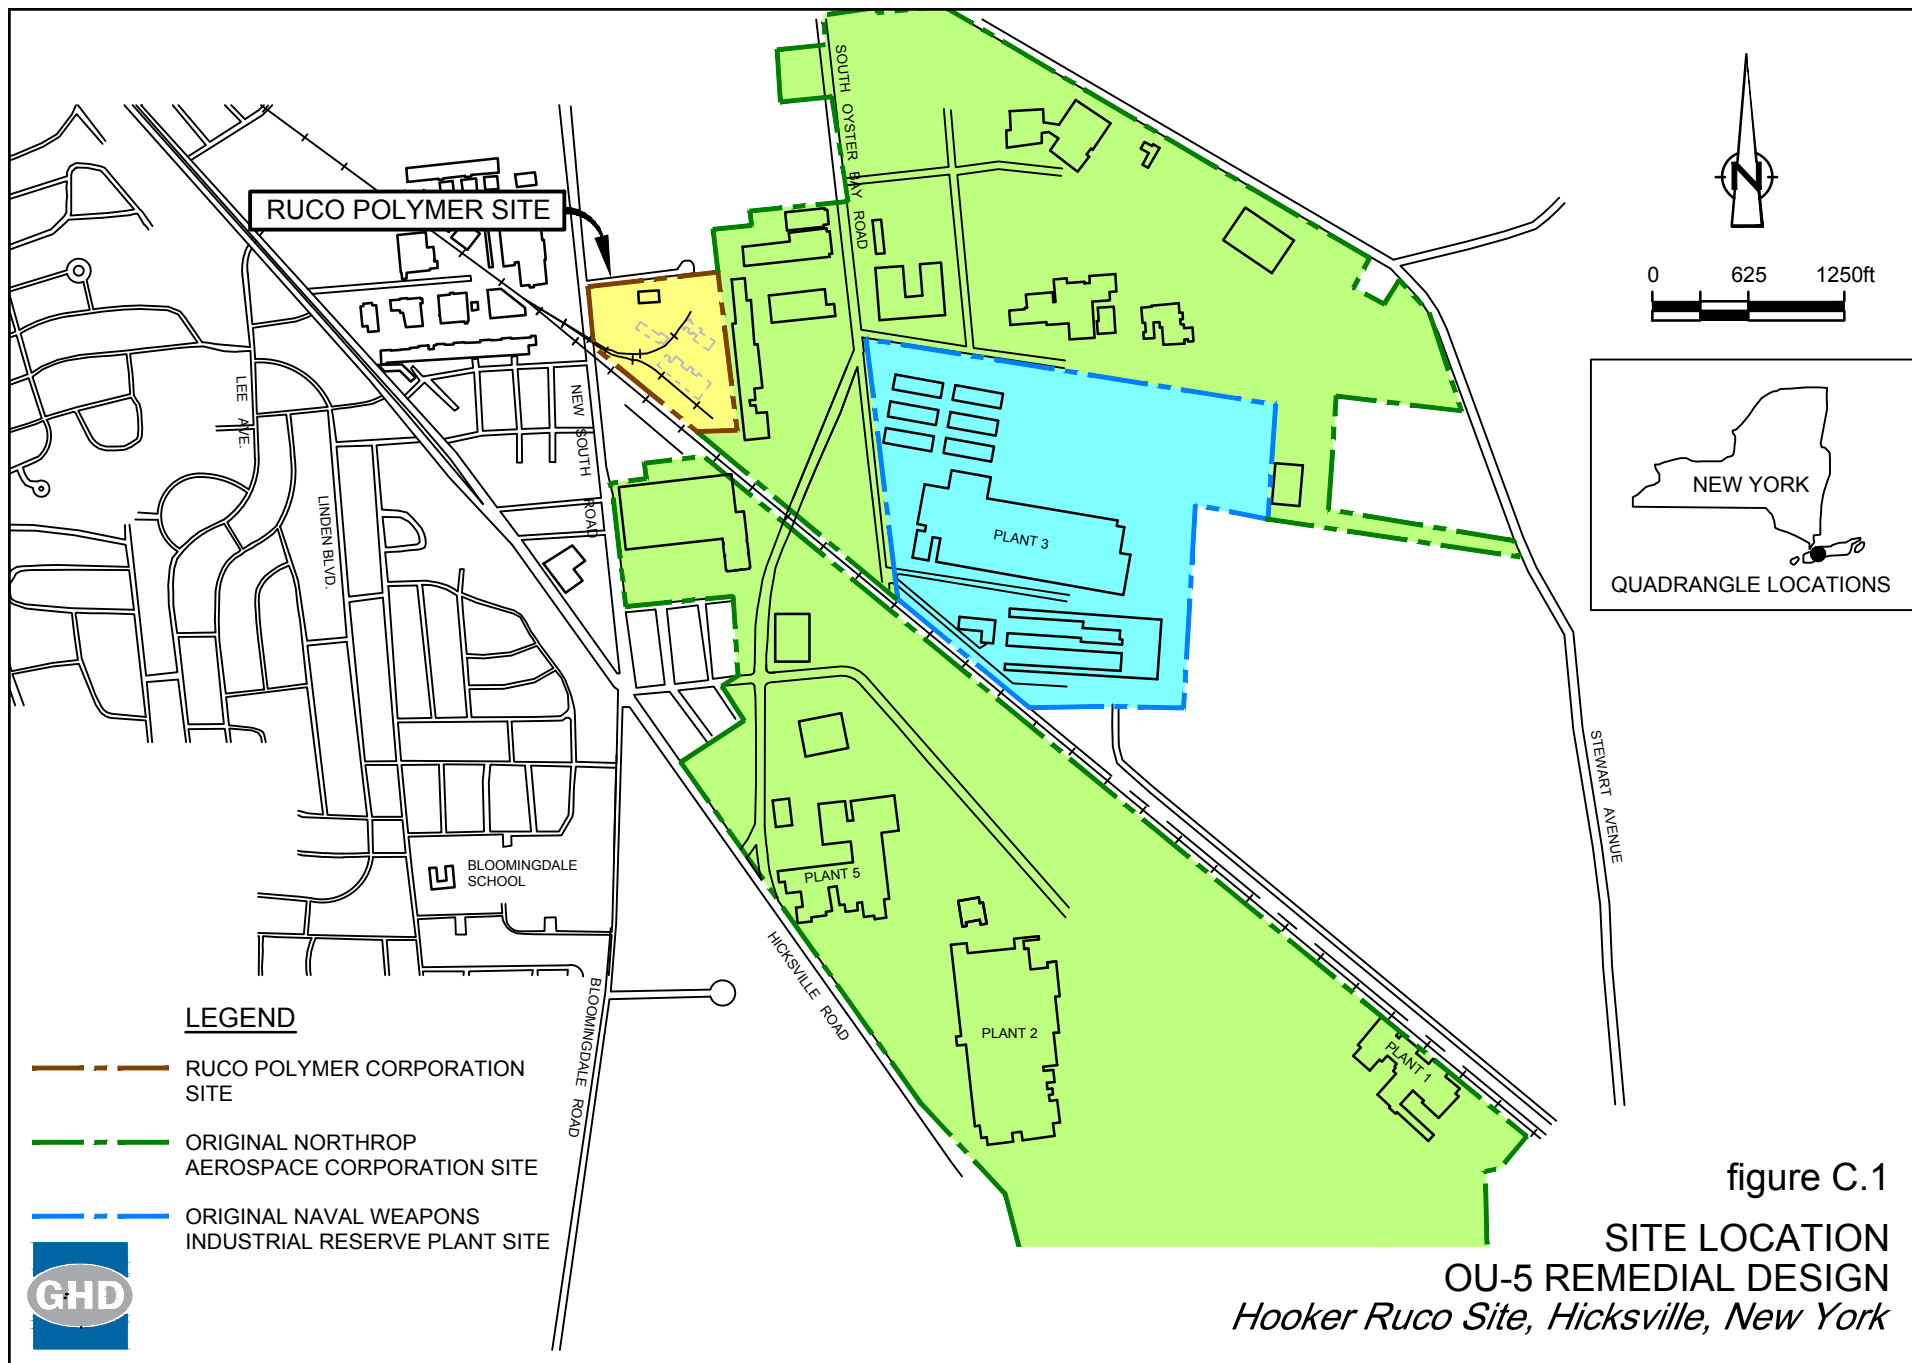 SOUTH OYSTER BAY ROAD
RUCO POLYMER SITE
N
0 625 1250ft
LEE AVE.
NEW SOUTH ROAD
LINDEN BLVD.
PLANT 3
NEW YORK
QUADRANGLE LOCATIONS
STEWART AVENUE
BLOOMINGDALE
SCHOOL
PLANT 5
HICKSVILLE ROAD
BLOOMINGDALE ROAD
PLANT 2
PLANT 1
LEGEND
RUCO POLYMER CORPORATION
SITE
ORIGINAL NORTHROP
AEROSPACE CORPORATION SITE
ORIGINAL NAVAL WEAPONS
INDUSTRIAL RESERVE PLANT SITE
GHD
figure C.1
SITE LOCATION
OU-5 REMEDIAL DESIGN
Hooker Ruco Site, Hicksville, New York